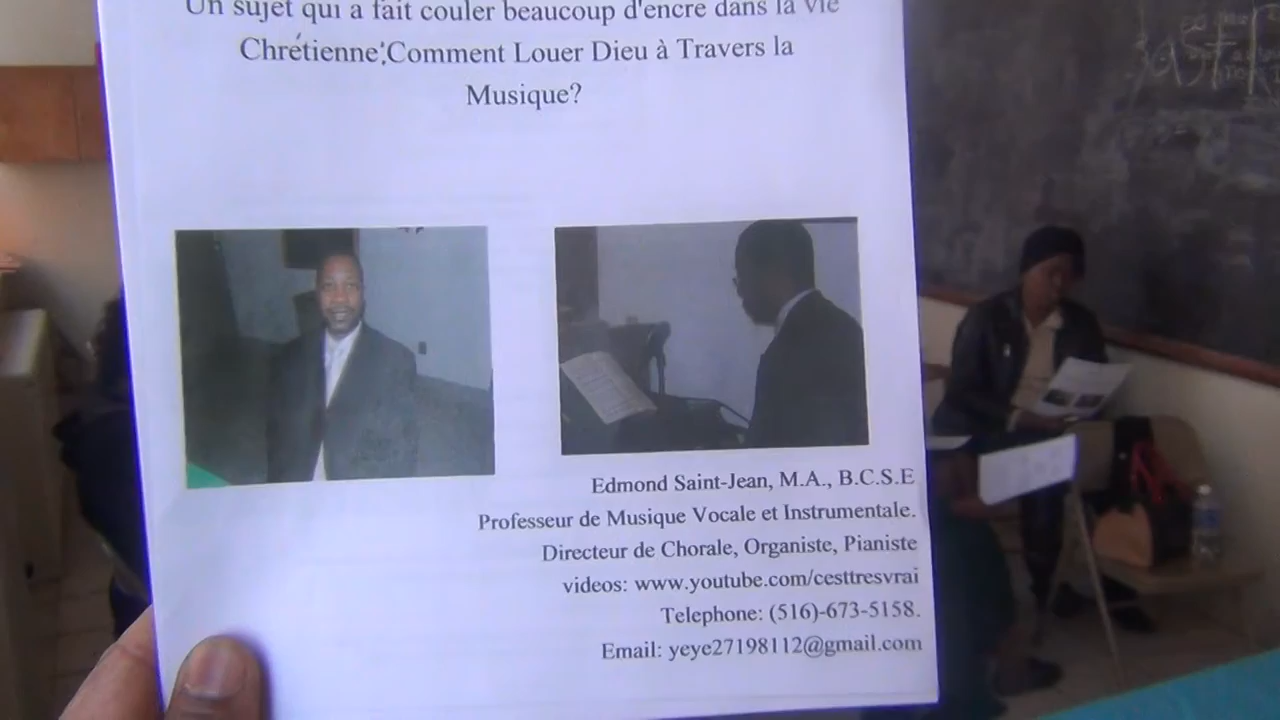 Un sujet qui a fait couler beaucoup d'encre dans la vie
Chrétienne;Comment Louer Dieu à Travers la
Musique?
Edmond Saint-Jean, M.A., B.C.S.E
Professeur de Musique Vocale et Instrumentale.
Directeur de Chorale, Organiste, Pianiste
videos: www.youtube.com/cesttresvrai
Telephone: (516)-673-5158.
Email: yeye27198112@gmail.com